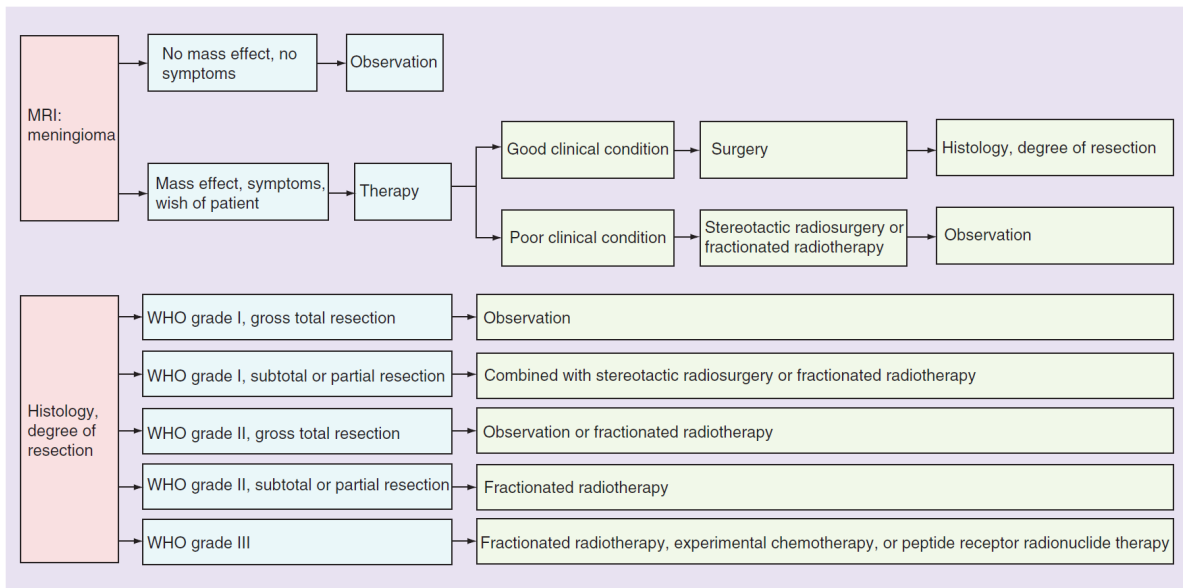 No mass effect, no
symptoms
Observation
MRI:
meningioma
Good clinical condition
Surgery
Histology, degree of resection
Mass effect, symptoms,
wish of patient
Therapy
Poor clinical condition
Stereotactic radiosurgery or
fractionated radiotherapy
Observation
Histology,
degree of
resection
WHO grade I, gross total resection
Observation
WHO grade I, subtotal or partial resection
Combined with stereotactic radiosurgery or fractionated radiotherapy
WHO grade II, gross total resection
Observation or fractionated radiotherapy
WHO grade II, subtotal or partial resection
Fractionated radiotherapy
WHO grade III
Fractionated radiotherapy, experimental chemotherapy, or peptide receptor radionuclide therapy